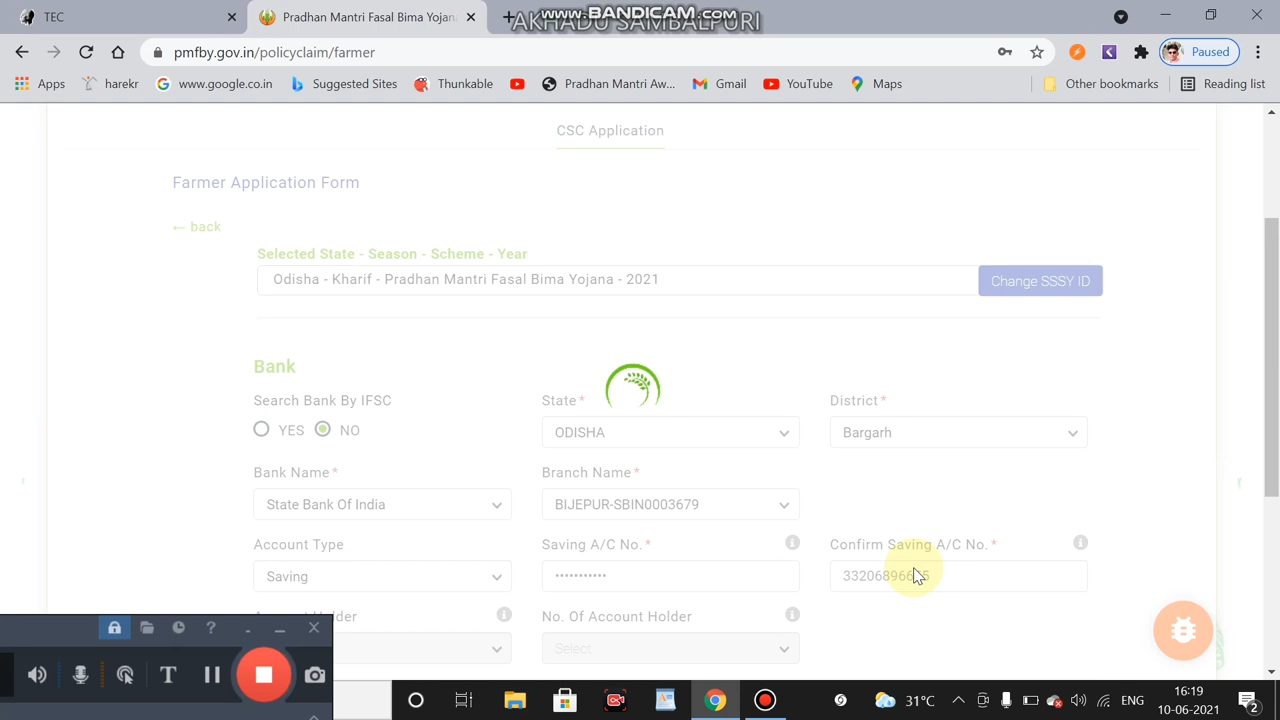 TEC
Pradhan Mantri Fasal Bima Yojana
www.BANDICAM.com
AKHADU SAMBALPURI
pmfby.gov.in/policyclaim/farmer
Paused
Apps
harekr
www.google.co.in
Suggested Sites
Thunkable
Pradhan Mantri Aw...
Gmail
YouTube
Maps
Other bookmarks
Reading list
CSC Application
Farmer Application Form
← back
Selected State - Season - Scheme - Year
Odisha - Kharif - Pradhan Mantri Fasal Bima Yojana - 2021
Change SSSY ID
Bank
Search Bank By IFSC
YES NO
State*
ODISHA
District*
Bargarh
Bank Name*
State Bank Of India
Branch Name*
BIJEPUR-SBIN0003679
Account Type
Saving
Saving A/C No.*
•••••••••••
Confirm Saving A/C No.*
No. Of Account Holder
Select
31°C
ENG
16:19
10-06-2021
2